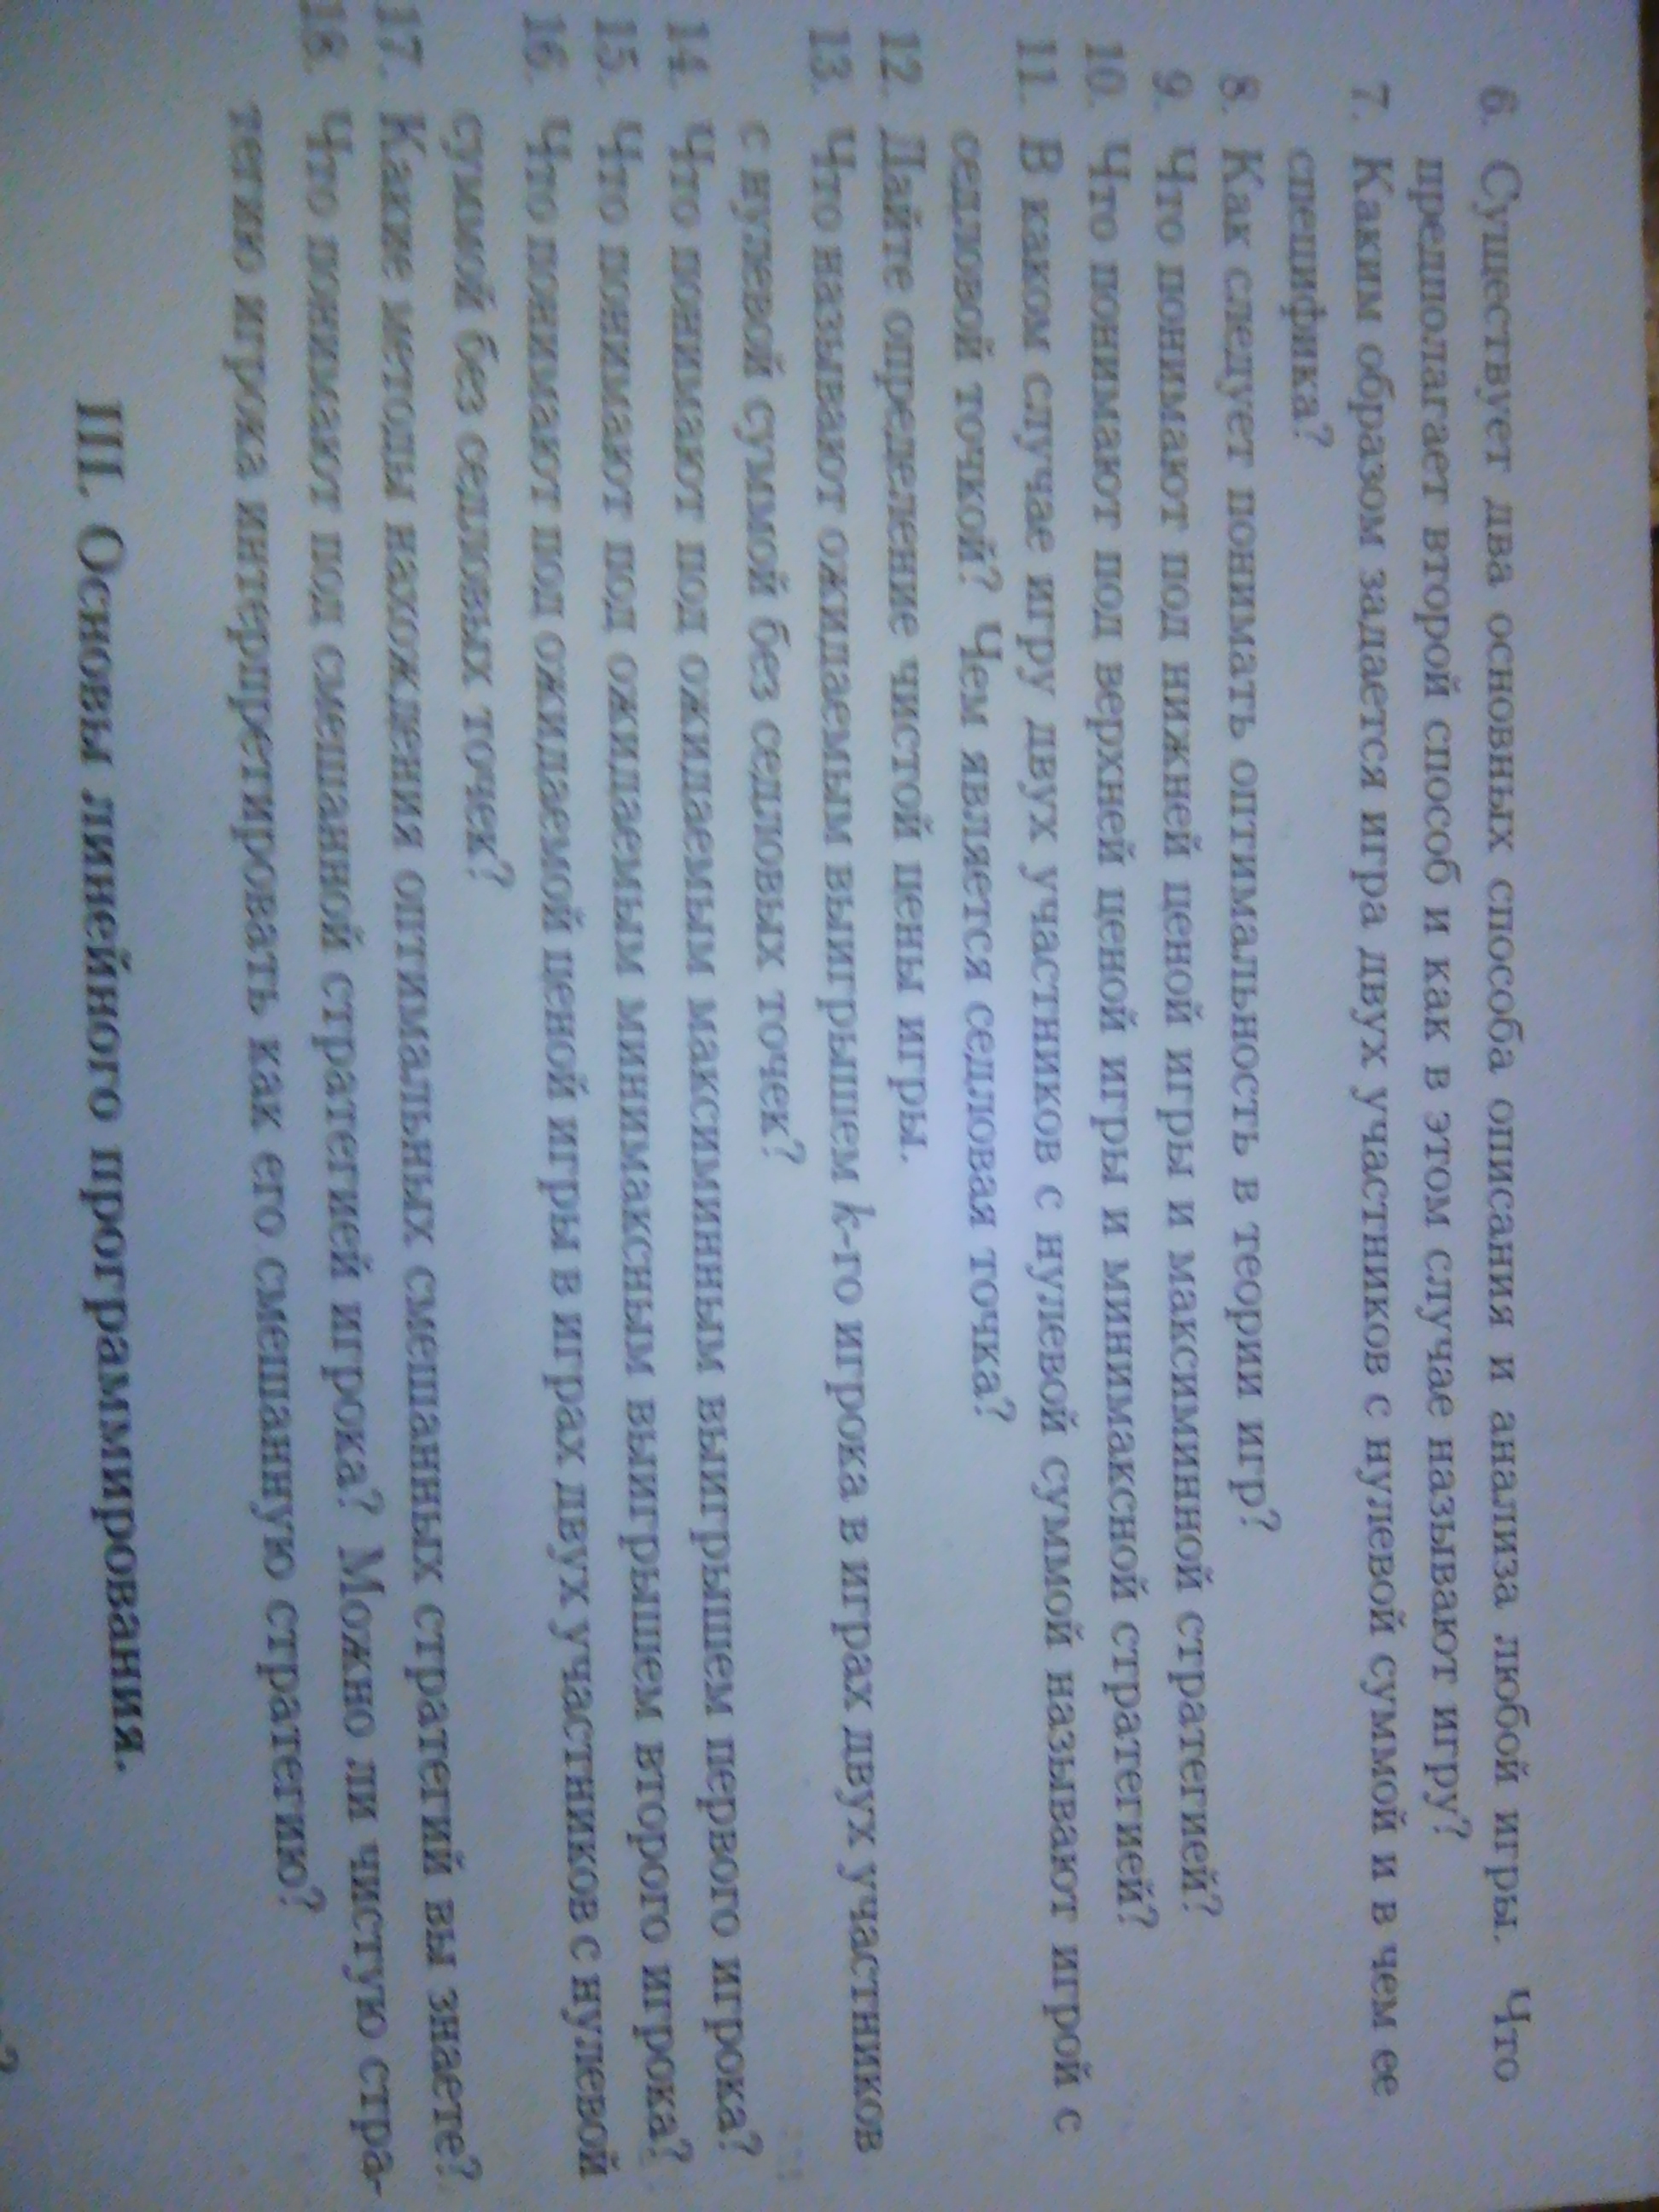 6. Существует два основных способа описания и анализа любой игры. Что
предполагает второй способ и как в этом случае называют игру?
7. Каким образом задается игра двух участников с нулевой суммой и в чем ее
специфика?
8. Как следует понимать оптимальность в теории игр?
9. Что понимают под нижней ценой игры и максиминной стратегией?
10. Что понимают под верхней ценой игры и минимаксной стратегией?
11. В каком случае игру двух участников с нулевой суммой называют игрой с
седловой точкой? Чем является седловая точка?
12. Дайте определение чистой цены игры.
13. Что называют ожидаемым выигрышем k-го игрока в играх двух участников
с нулевой суммой без седловых точек?
14. Что понимают под ожидаемым максиминным выигрышем первого игрока?
15. Что понимают под ожидаемым минимаксным выигрышем второго игрока?
16. Что понимают под ожидаемой ценой игры в играх двух участников с нулевой
суммой без седловых точек?
17. Какие методы нахождения оптимальных смешанных стратегий вы знаете?
18. Что понимают под смешанной стратегией игрока? Можно ли чистую стра-
тегию игрока интерпретировать как его смешанную стратегию?
III. Основы линейного программирования.